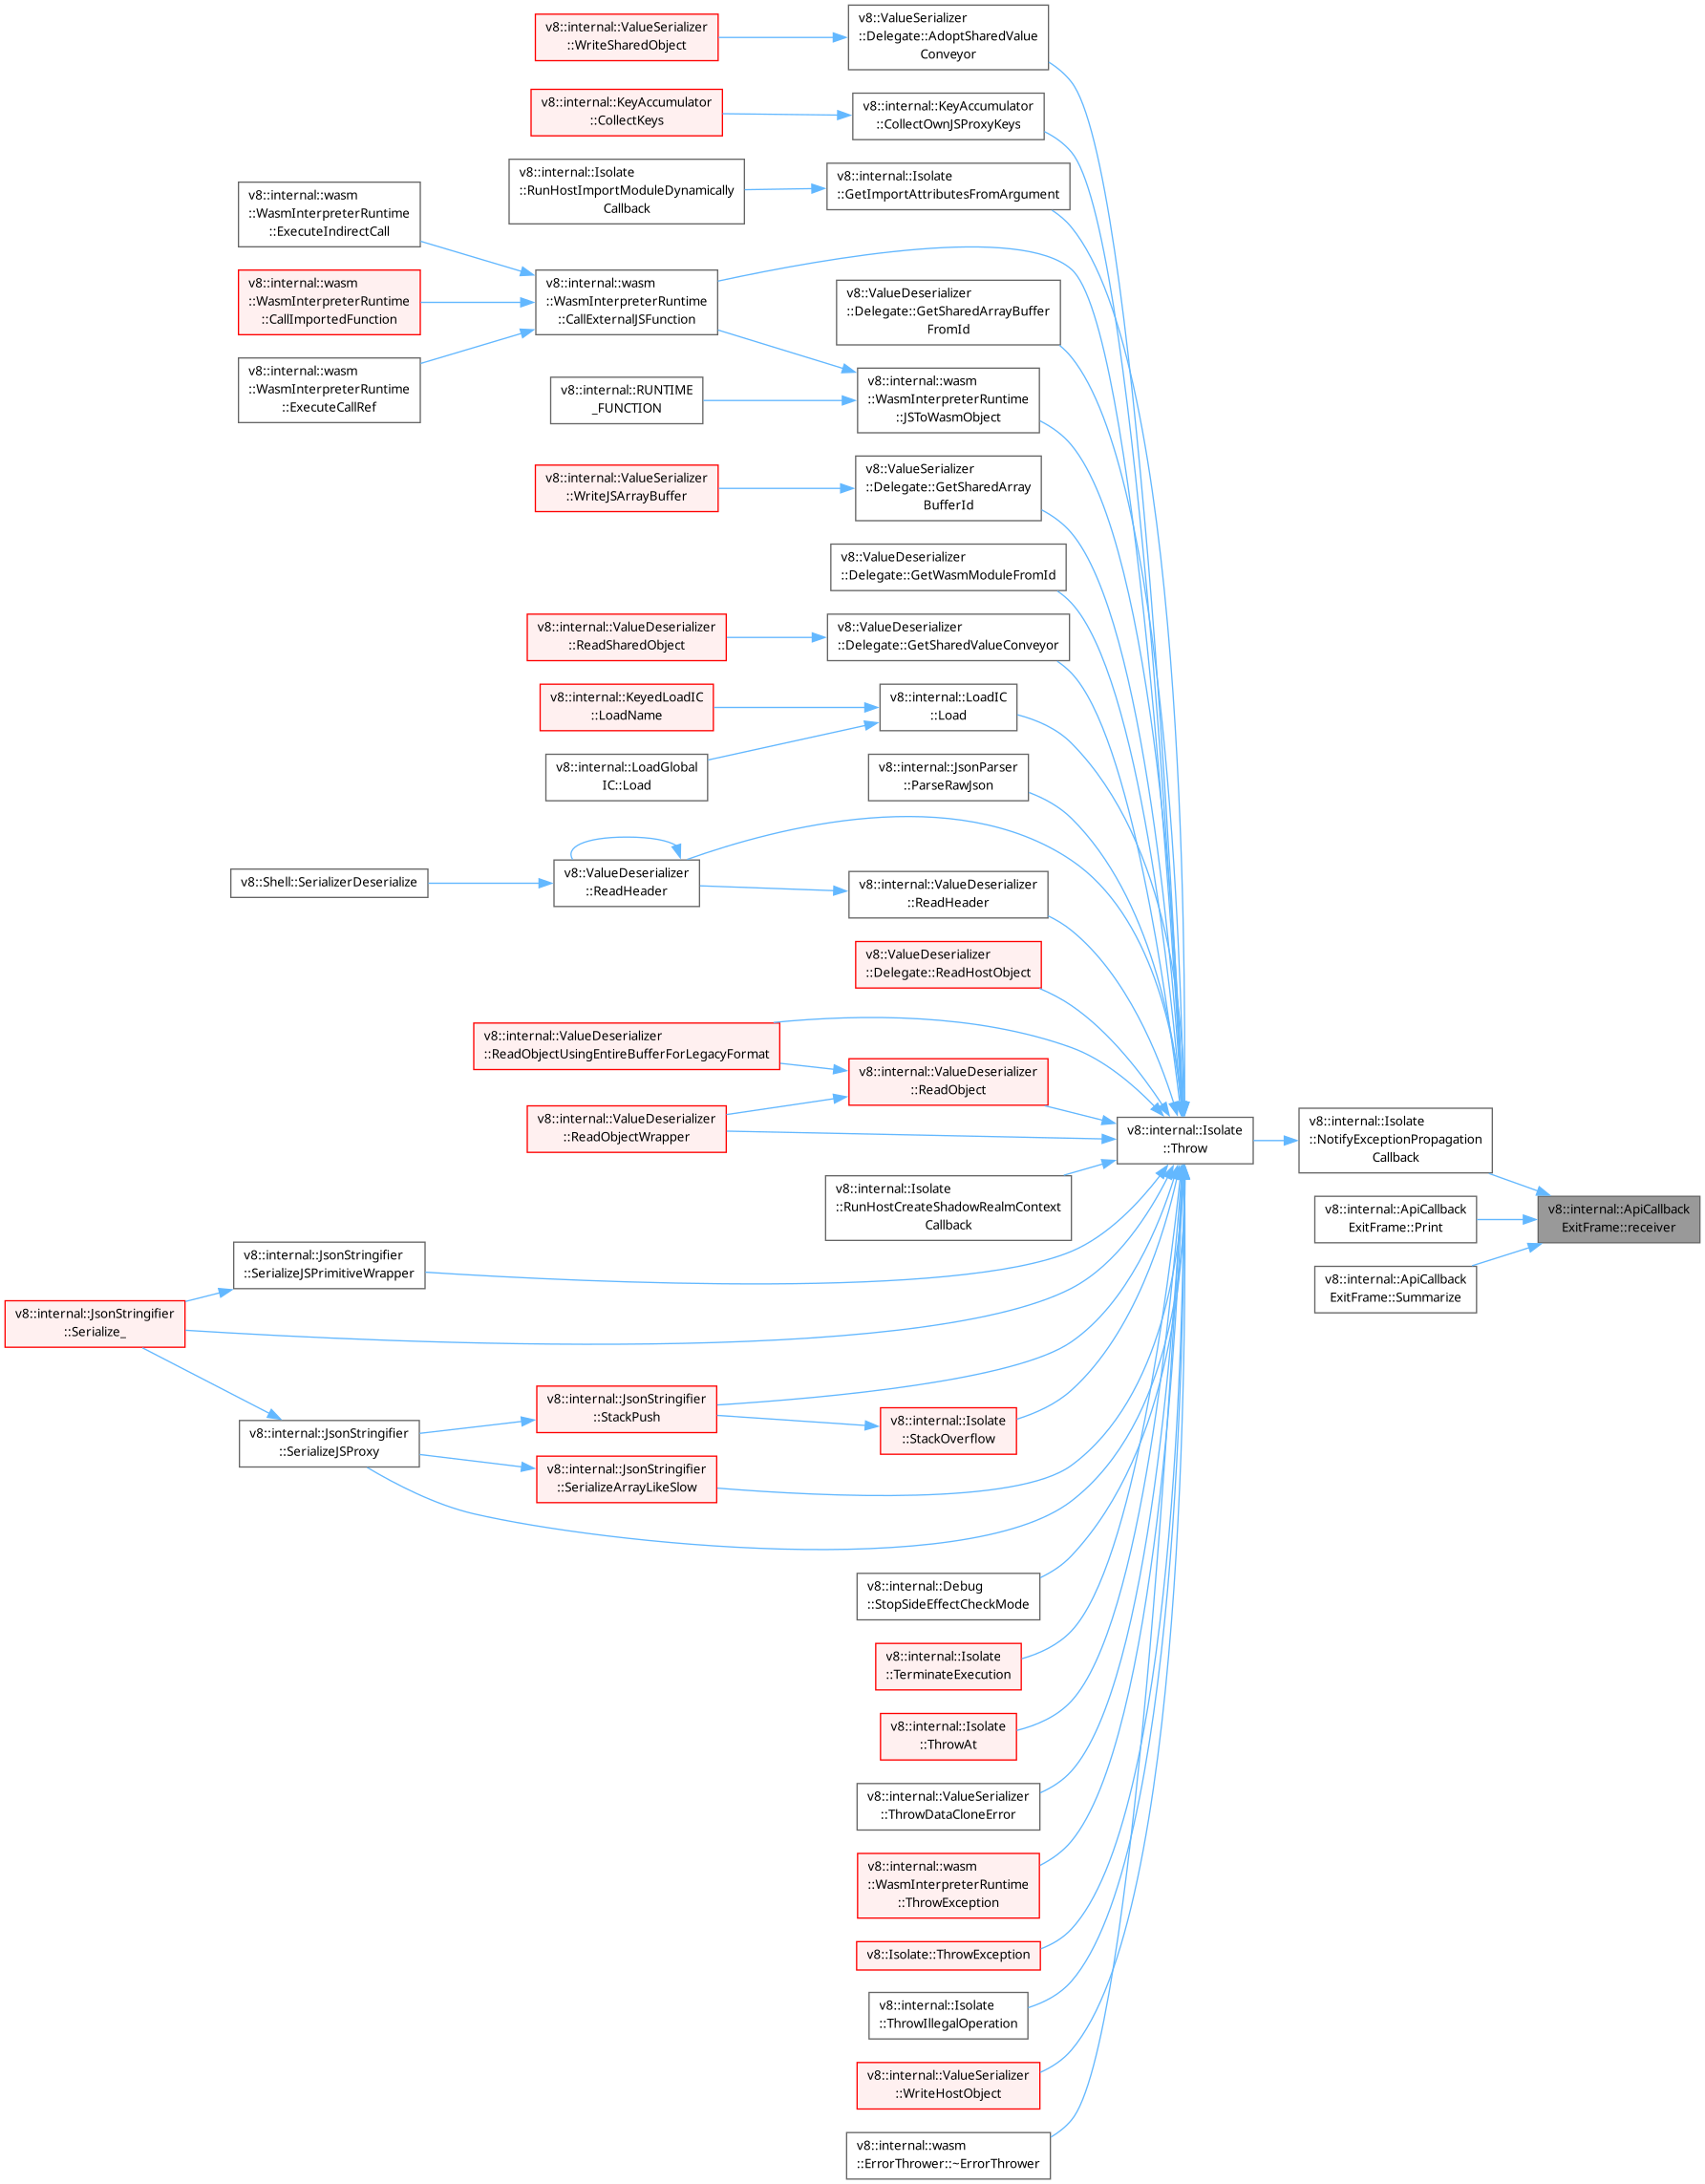 v8::internal::ValueSerializer
::WriteSharedObject
v8::ValueSerializer
::Delegate::AdoptSharedValue
Conveyor
v8::internal::KeyAccumulator
::CollectKeys
v8::internal::KeyAccumulator
::CollectOwnJSProxyKeys
v8::internal::Isolate
::RunHostImportModuleDynamically
Callback
v8::internal::Isolate
::GetImportAttributesFromArgument
v8::internal::wasm
::WasmInterpreterRuntime
::ExecuteIndirectCall
v8::internal::wasm
::WasmInterpreterRuntime
::CallImportedFunction
v8::internal::wasm
::WasmInterpreterRuntime
::CallExternalJSFunction
v8::ValueDeserializer
::Delegate::GetSharedArrayBuffer
FromId
v8::internal::wasm
::WasmInterpreterRuntime
::ExecuteCallRef
v8::internal::RUNTIME
_FUNCTION
v8::internal::wasm
::WasmInterpreterRuntime
::JSToWasmObject
v8::internal::ValueSerializer
::WriteJSArrayBuffer
v8::ValueSerializer
::Delegate::GetSharedArray
BufferId
v8::ValueDeserializer
::Delegate::GetWasmModuleFromId
v8::internal::ValueDeserializer
::ReadSharedObject
v8::ValueDeserializer
::Delegate::GetSharedValueConveyor
v8::internal::KeyedLoadIC
::LoadName
v8::internal::LoadIC
::Load
v8::internal::LoadGlobal
IC::Load
v8::internal::JsonParser
::ParseRawJson
v8::Shell::SerializerDeserialize
v8::ValueDeserializer
::ReadHeader
v8::internal::ValueDeserializer
::ReadHeader
v8::ValueDeserializer
::Delegate::ReadHostObject
v8::internal::ValueDeserializer
::ReadObjectUsingEntireBufferForLegacyFormat
v8::internal::ValueDeserializer
::ReadObject
v8::internal::ValueDeserializer
::ReadObjectWrapper
v8::internal::Isolate
::Throw
v8::internal::Isolate
::NotifyExceptionPropagation
Callback
v8::internal::Isolate
::RunHostCreateShadowRealmContext
Callback
v8::internal::ApiCallback
ExitFrame::Print
v8::internal::ApiCallback
ExitFrame::receiver
v8::internal::ApiCallback
ExitFrame::Summarize
v8::internal::JsonStringifier
::SerializeJSPrimitiveWrapper
v8::internal::JsonStringifier
::Serialize_
v8::internal::JsonStringifier
::SerializeJSProxy
v8::internal::JsonStringifier
::StackPush
v8::internal::Isolate
::StackOverflow
v8::internal::JsonStringifier
::SerializeArrayLikeSlow
v8::internal::Debug
::StopSideEffectCheckMode
v8::internal::Isolate
::TerminateExecution
v8::internal::Isolate
::ThrowAt
v8::internal::ValueSerializer
::ThrowDataCloneError
v8::internal::wasm
::WasmInterpreterRuntime
::ThrowException
v8::Isolate::ThrowException
v8::internal::Isolate
::ThrowIllegalOperation
v8::internal::ValueSerializer
::WriteHostObject
v8::internal::wasm
::ErrorThrower::~ErrorThrower